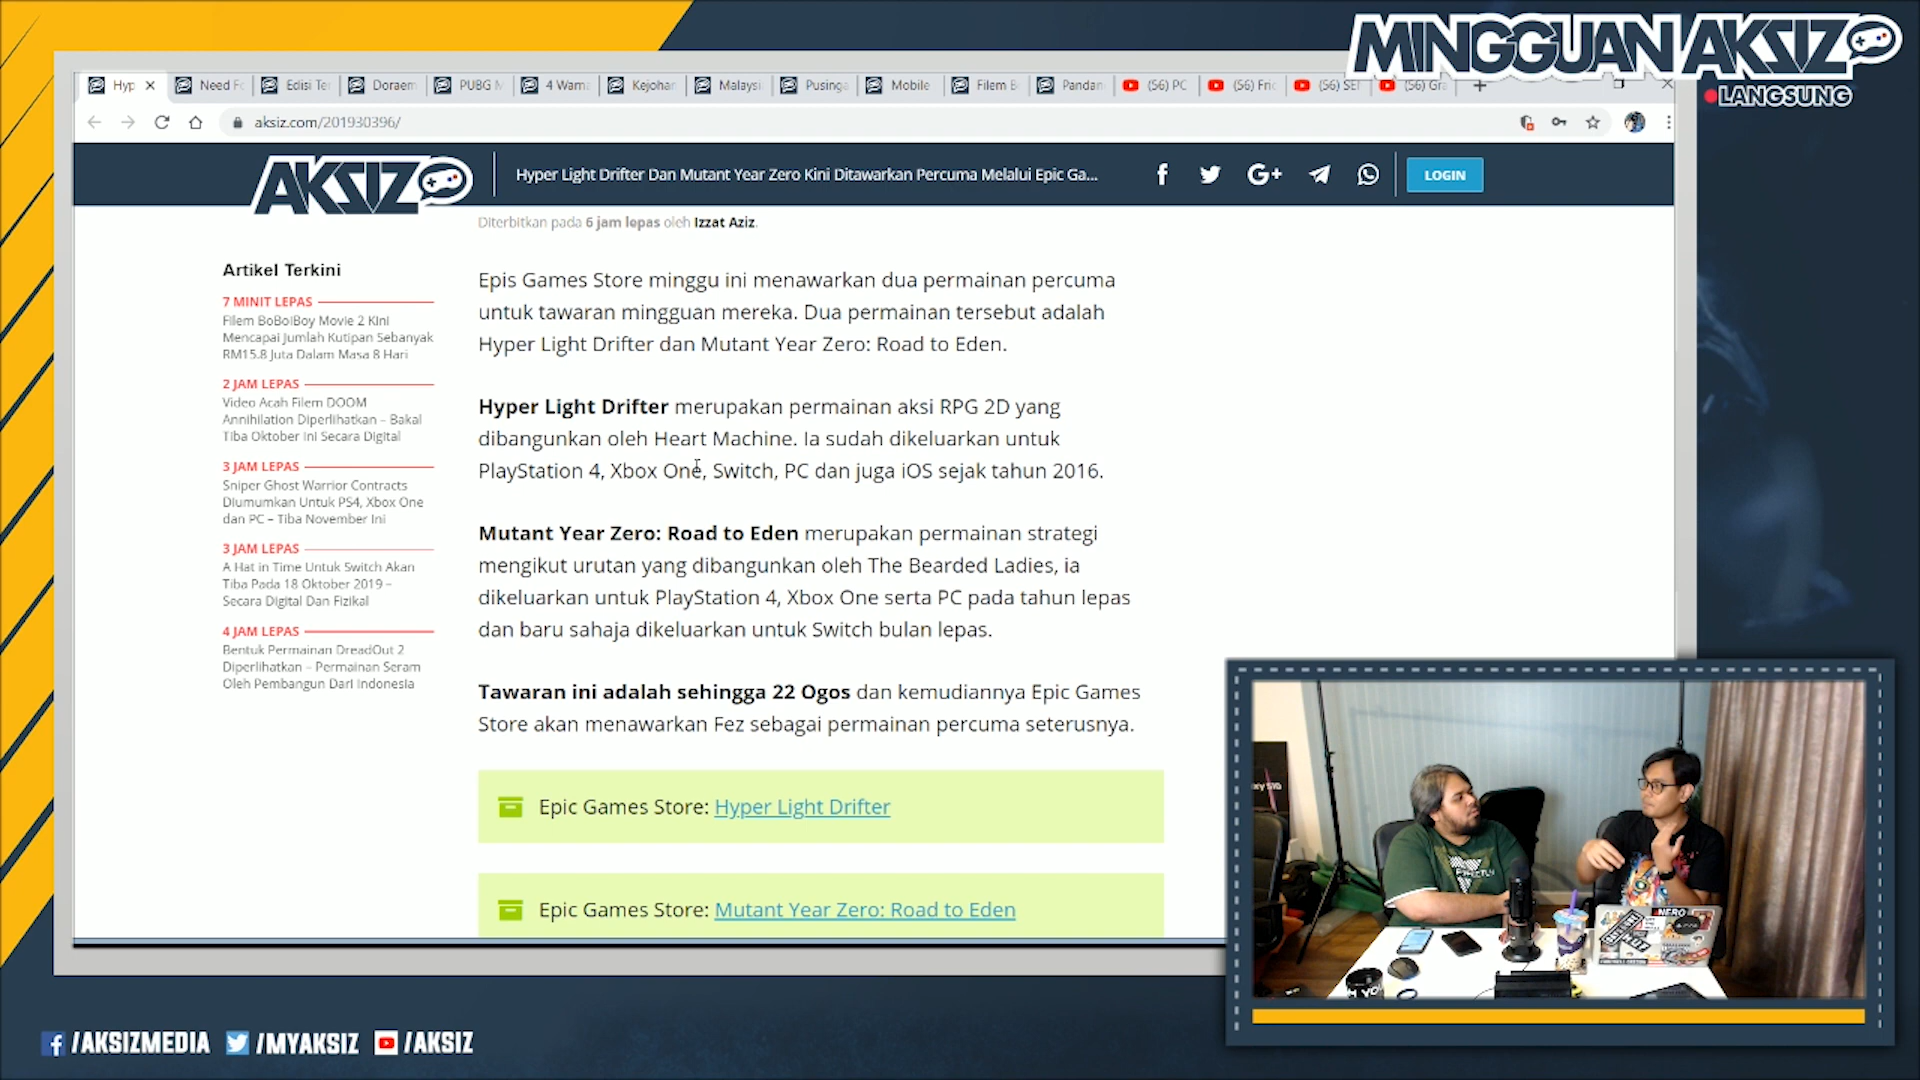 MINGGUAN AKSIZ
LANGSUNG
Hyp
Need Fo
Edisi Ter
Doraem
PUBG M
4 Wam
Kejohan
Malaysi
Pusinga
Mobile
Filem B
Pandan
(56) PC
(56) Fric
(56) SEN
(56) Gra
aksiz.com/201930396/
AKSIZ
Hyper Light Drifter Dan Mutant Year Zero Kini Ditawarkan Percuma Melalui Epic Ga...
LOGIN
Diterbitkan pada 6 jam lepas oleh Izzat Aziz.
Artikel Terkini
7 MINIT LEPAS
Filem BoBoiBoy Movie 2 Kini
Mencapai Jumlah Kutipan Sebanyak
RM15.8 Juta Dalam Masa 8 Hari
2 JAM LEPAS
Video Acah Filem DOOM
Annihilation Diperlihatkan – Bakal
Tiba Oktober Ini Secara Digital
3 JAM LEPAS
Sniper Ghost Warrior Contracts
Diumumkan Untuk PS4, Xbox One
dan PC – Tiba November Ini
3 JAM LEPAS
A Hat in Time Untuk Switch Akan
Tiba Pada 18 Oktober 2019 –
Secara Digital Dan Fizikal
4 JAM LEPAS
Bentuk Permainan DreadOut 2
Diperlihatkan – Permainan Seram
Oleh Pembangun Dari Indonesia
Epis Games Store minggu ini menawarkan dua permainan percuma
untuk tawaran mingguan mereka. Dua permainan tersebut adalah
Hyper Light Drifter dan Mutant Year Zero: Road to Eden.
Hyper Light Drifter merupakan permainan aksi RPG 2D yang
dibangunkan oleh Heart Machine. Ia sudah dikeluarkan untuk
PlayStation 4, Xbox One, Switch, PC dan juga iOS sejak tahun 2016.
Mutant Year Zero: Road to Eden merupakan permainan strategi
mengikut urutan yang dibangunkan oleh The Bearded Ladies, ia
dikeluarkan untuk PlayStation 4, Xbox One serta PC pada tahun lepas
dan baru sahaja dikeluarkan untuk Switch bulan lepas.
Tawaran ini adalah sehingga 22 Ogos dan kemudiannya Epic Games
Store akan menawarkan Fez sebagai permainan percuma seterusnya.
Epic Games Store: Hyper Light Drifter
Epic Games Store: Mutant Year Zero: Road to Eden
NERO
/AKSIZMEDIA
/MYAKSIZ
/AKSIZ